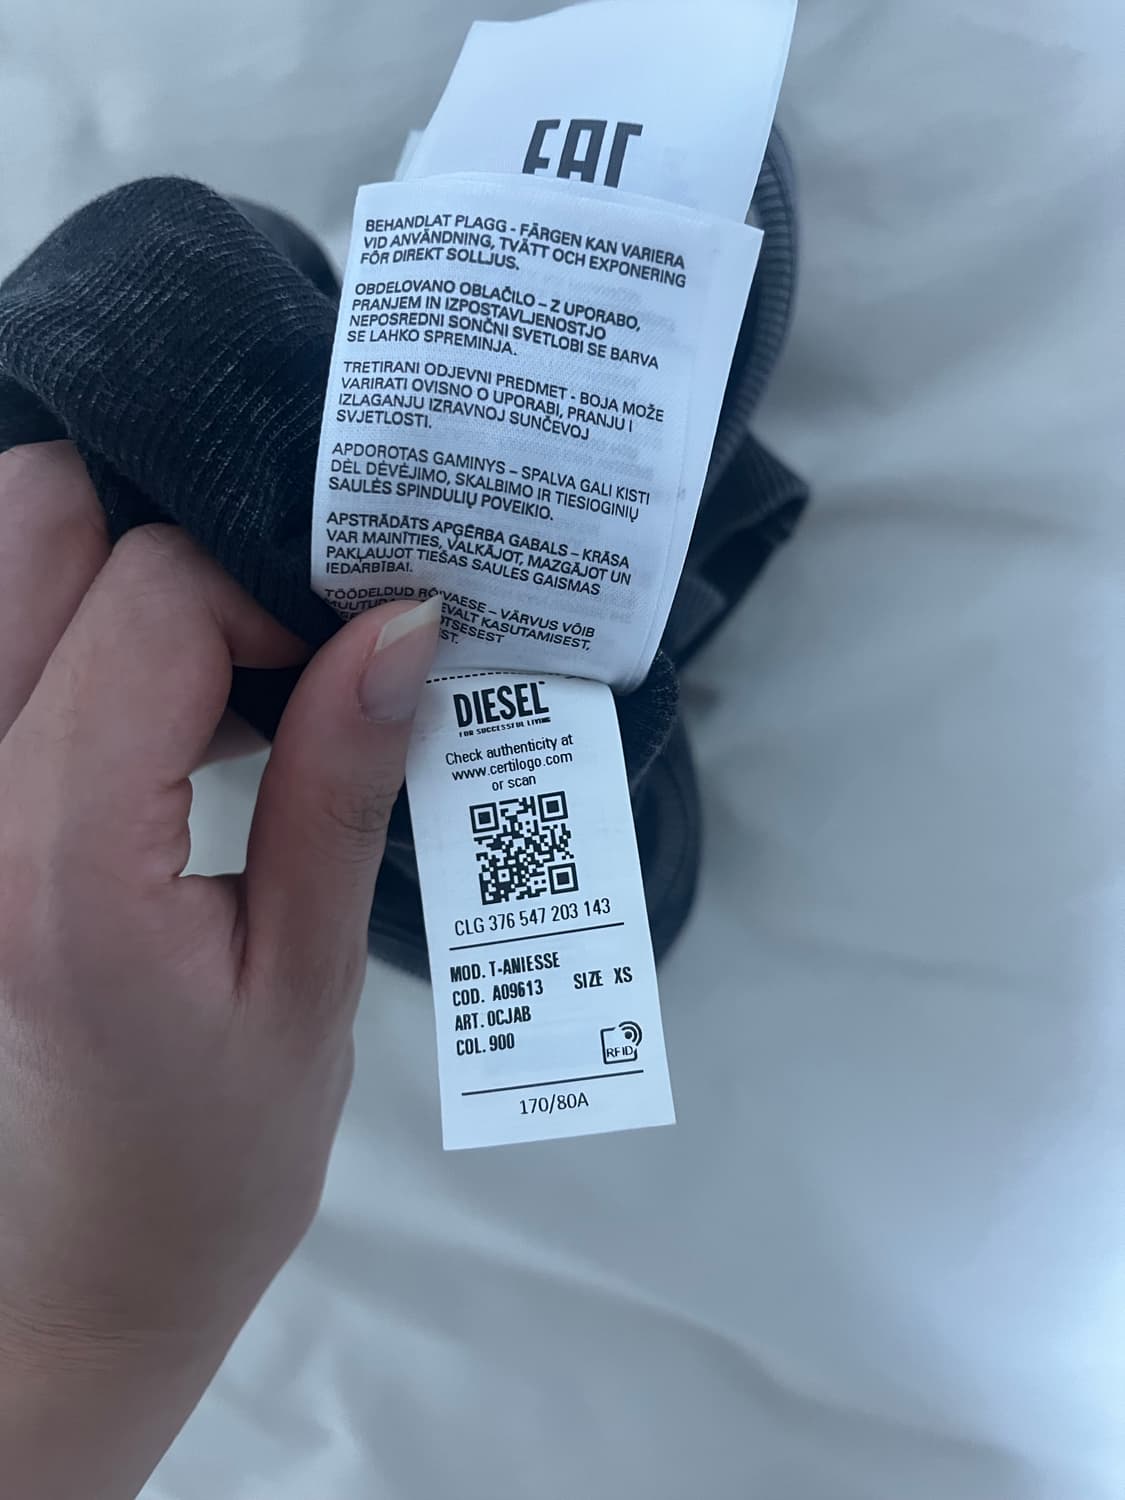 EAC
BEHANDLAT PLAGG - FÄRGEN KAN VARIERA
VID ANVÄNDNING, TVÄTT OCH EXPONERING
FÖR DIREKT SOLLJUS.
OBDELOVANO OBLAČILO – Z UPORABO,
PRANJEM IN IZPOSTAVLJENOSTJO
NEPOSREDNI SONČNI SVETLOBI SE BARVA
SE LAHKO SPREMINJA.
TRETIRANI ODJEVNI PREDMET - BOJA MOŽE
VARIRATI OVISNO O UPORABI, PRANJU I
IZLAGANJU IZRAVNOJ SUNČEVOJ
SVJETLOSTI.
APDOROTAS GAMINYS – SPALVA GALI KISTI
DĖL DĖVĖJIMO, SKALBIMO IR TIESIOGINIŲ
SAULĖS SPINDULIŲ POVEIKIO.
APSTRĀDĀTS APĢĒRBA GABALS – KRĀSA
VAR MAINĪTIES, VALKĀJOT, MAZGĀJOT UN
PAKĻAUJOT TIEŠAS SAULES GAISMAS
IEDARBĪBAI.
TÖÖDELDUD RÕIVAESE – VÄRVUS VÕIB
KASUTAMISEST,
DIESEL
FOR SUCCESSFUL LIVING
Check authenticity at
www.certilogo.com
or scan
CLG 376 547 203 143
MOD. T-ANIESSE
COD. A09613 SIZE XS
ART. 0CJAB
COL. 900
RFID
170/80A